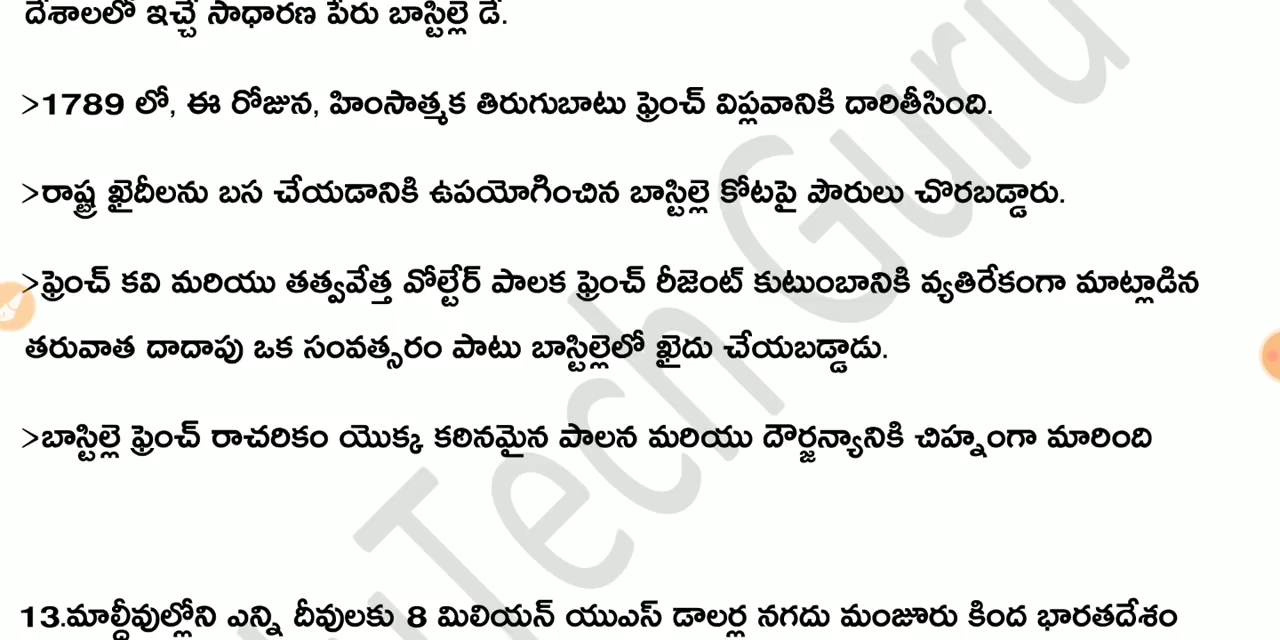 దేశాలలో ఇచ్చే సాధారణ పేరు బాస్టిల్లె డే.
>1789 లో, ఈ రోజున, హింసాత్మక తిరుగుబాటు ఫ్రెంచ్ విప్లవానికి దారితీసింది.
>రాష్ట్ర ఖైదీలను బస చేయడానికి ఉపయోగించిన బాస్టిల్లె కోటపై పౌరులు చొరబడ్డారు.
>ఫ్రెంచ్ కవి మరియు తత్వవేత్త వోల్టేర్ పాలక ఫ్రెంచ్ రీజెంట్ కుటుంబానికి వ్యతిరేకంగా మాట్లాడిన
తరువాత దాదాపు ఒక సంవత్సరం పాటు బాస్టిల్లెలో ఖైదు చేయబడ్డాడు.
>బాస్టిల్లె ఫ్రెంచ్ రాచరికం యొక్క కఠినమైన పాలన మరియు దౌర్జన్యానికి చిహ్నంగా మారింది
13.మాల్దీవుల్లోని ఎన్ని దీవులకు 8 మిలియన్ యుఎస్ డాలర్ల నగదు మంజూరు కింద భారతదేశం
Tech Guru